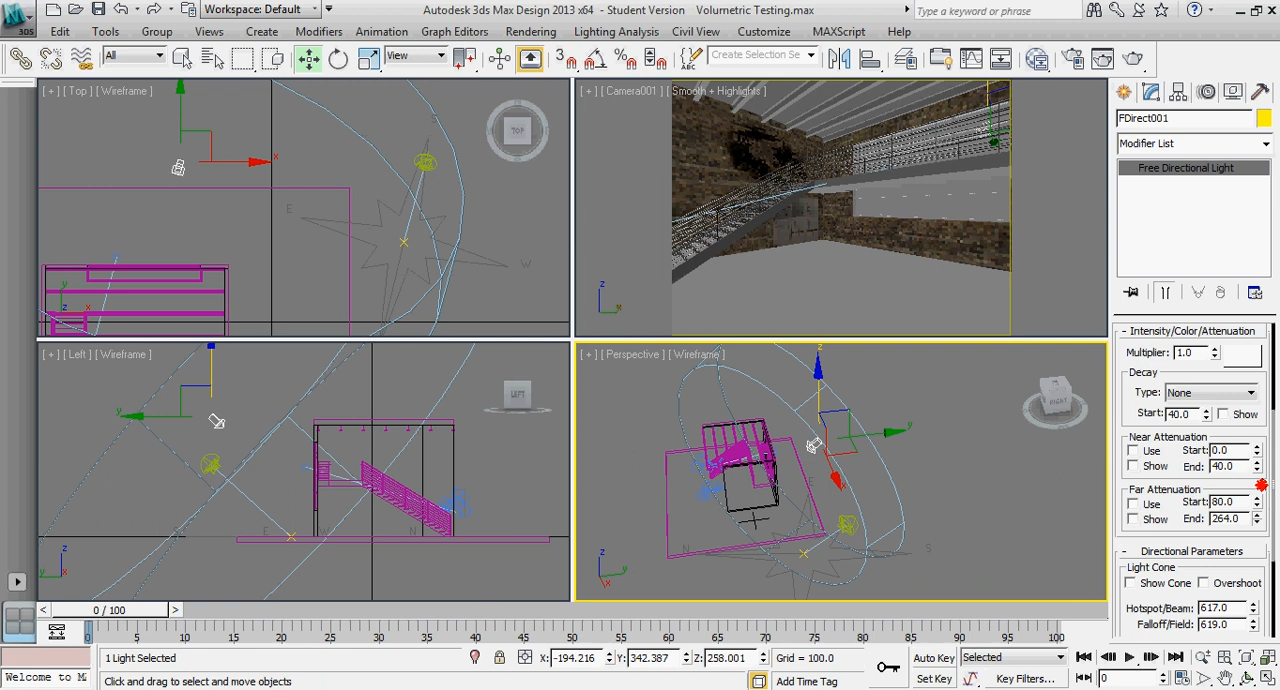 Workspace: Default
Autodesk 3ds Max Design 2013 x64 - Student Version
Volumetric Testing.max
Type a keyword or phrase
3DS
Edit Tools Group Views Create Modifiers Animation Graph Editors Rendering Lighting Analysis Civil View Customize MAXScript Help
All
View
3
%
ABC
Create Selection Se
[ + ] [ Top ] [ Wireframe ]
[ + ] [ Camera001 ] [ Smooth + Highlights ]
TOP
x
E
W
y
z
x
z
FDirect001
Modifier List
Free Directional Light
[ + ] [ Left ] [ Wireframe ]
[ + ] [ Perspective ] [ Wireframe ]
LEFT
RIGHT
z
y
y
x
E
W
N
z
y
x
E
N
S
z
y
x
- Intensity/Color/Attenuation
Multiplier: 1.0
Decay
Type: None
Start: 40.0 Show
Near Attenuation
Use Start: 0.0
Show End: 40.0
Far Attenuation
Use Start: 80.0
Show End: 264.0
- Directional Parameters
Light Cone
Show Cone Overshoot
Hotspot/Beam: 617.0
Falloff/Field: 619.0
< 0 / 100 >
0 5 10 15 20 25 30 35 40 45 50 55 60 65 70 75 80 85 90 95 100
1 Light Selected
X: -194.216 Y: 342.387 Z: 258.001
Grid = 100.0
Auto Key Selected
Welcome to M
Click and drag to select and move objects
Add Time Tag
Set Key Key Filters...
0